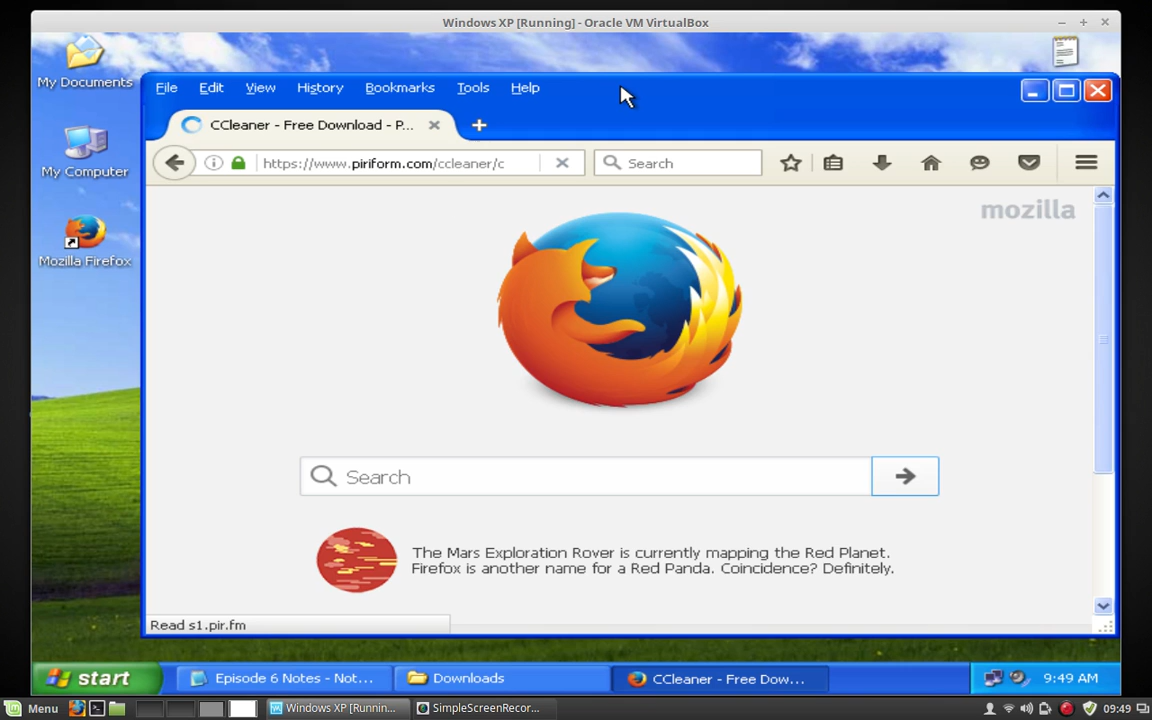 Windows XP [Running] - Oracle VM VirtualBox
My Documents
My Computer
Mozilla Firefox
File Edit View History Bookmarks Tools Help
CCleaner - Free Download - P...
https://www.piriform.com/ccleaner/c
Search
mozilla
Search
The Mars Exploration Rover is currently mapping the Red Planet.
Firefox is another name for a Red Panda. Coincidence? Definitely.
Read s1.pir.fm
start
Episode 6 Notes - Not...
Downloads
CCleaner - Free Dow...
9:49 AM
Menu
Windows XP [Runnin...
SimpleScreenRecor...
09:49